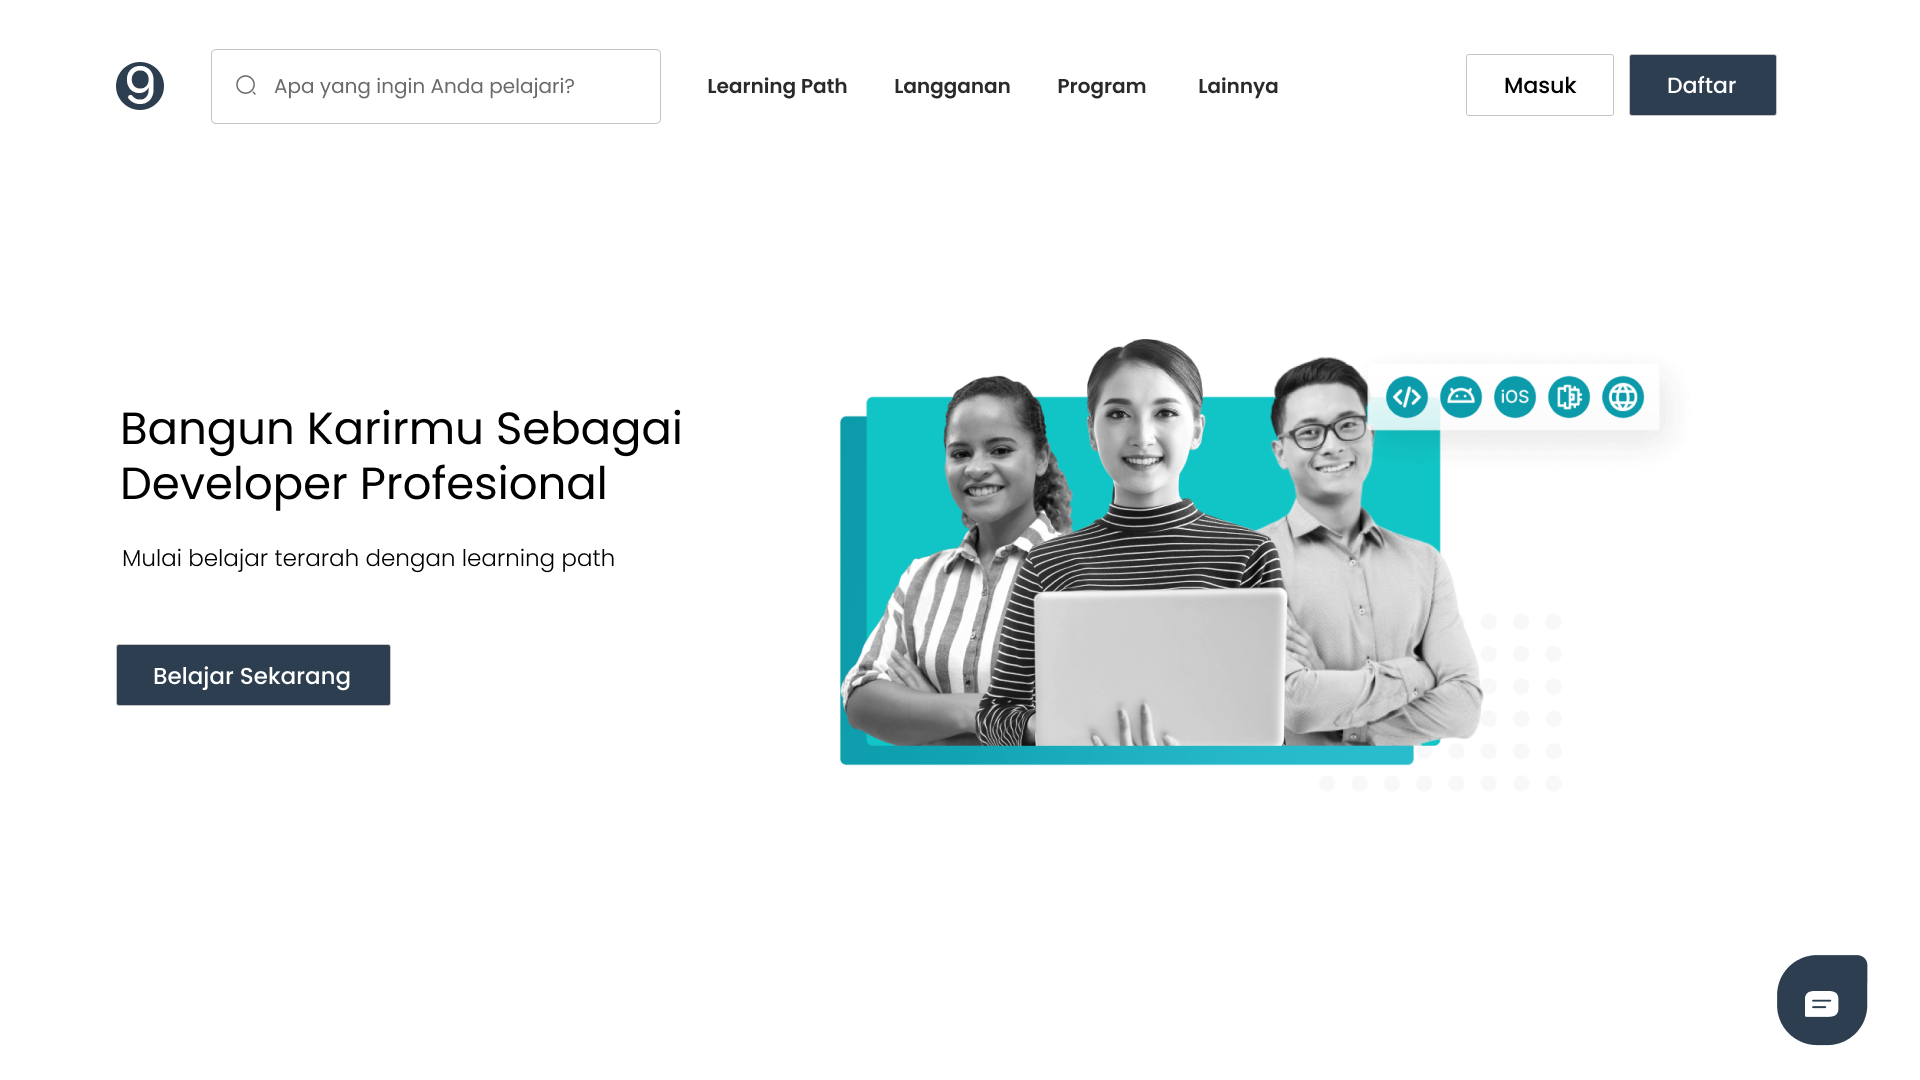 g
Apa yang ingin Anda pelajari?
Learning Path
Langganan
Program
Lainnya
Masuk
Daftar
Bangun Karirmu Sebagai
Developer Profesional
Mulai belajar terarah dengan learning path
Belajar Sekarang
</>
iOS